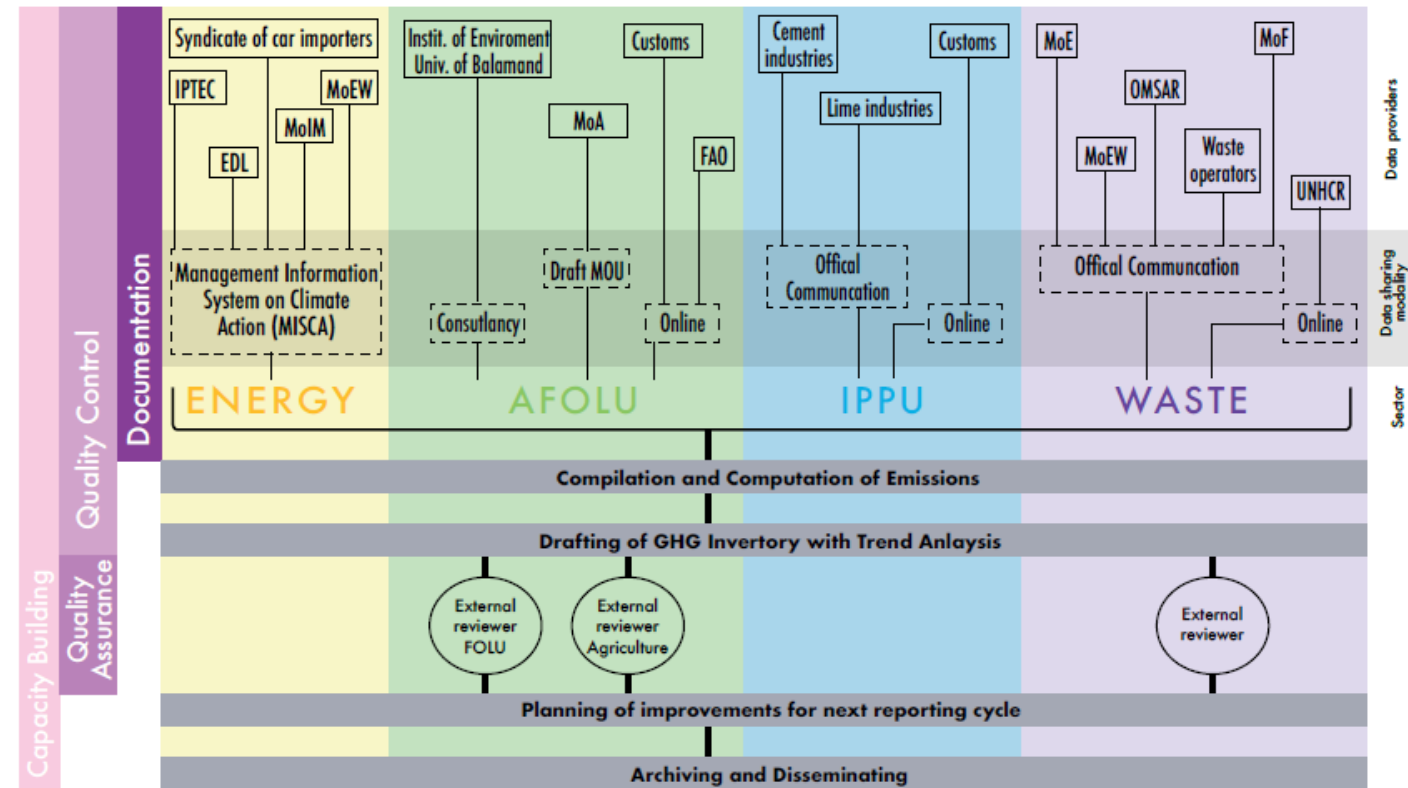 Syndicate of car importers
IPTEC
MoEW
MoIM
EDL
Management Information
System on Climate
Action (MISCA)
ENERGY
Instit. of Enviroment
Univ. of Balamand
Customs
MoA
FAO
Draft MOU
Consutlancy
Online
AFOLU
Cement
industries
Customs
Lime industries
Offical
Communcation
Online
IPPU
MoE
MoF
OMSAR
MoEW
Waste
operators
UNHCR
Offical Communcation
Online
WASTE
Data providers
Data sharing
modality
Sector
Capacity Building
Quality Control
Quality
Assurance
Documentation
Compilation and Computation of Emissions
Drafting of GHG Invertory with Trend Anlaysis
External
reviewer
FOLU
External
reviewer
Agriculture
External
reviewer
Planning of improvements for next reporting cycle
Archiving and Disseminating